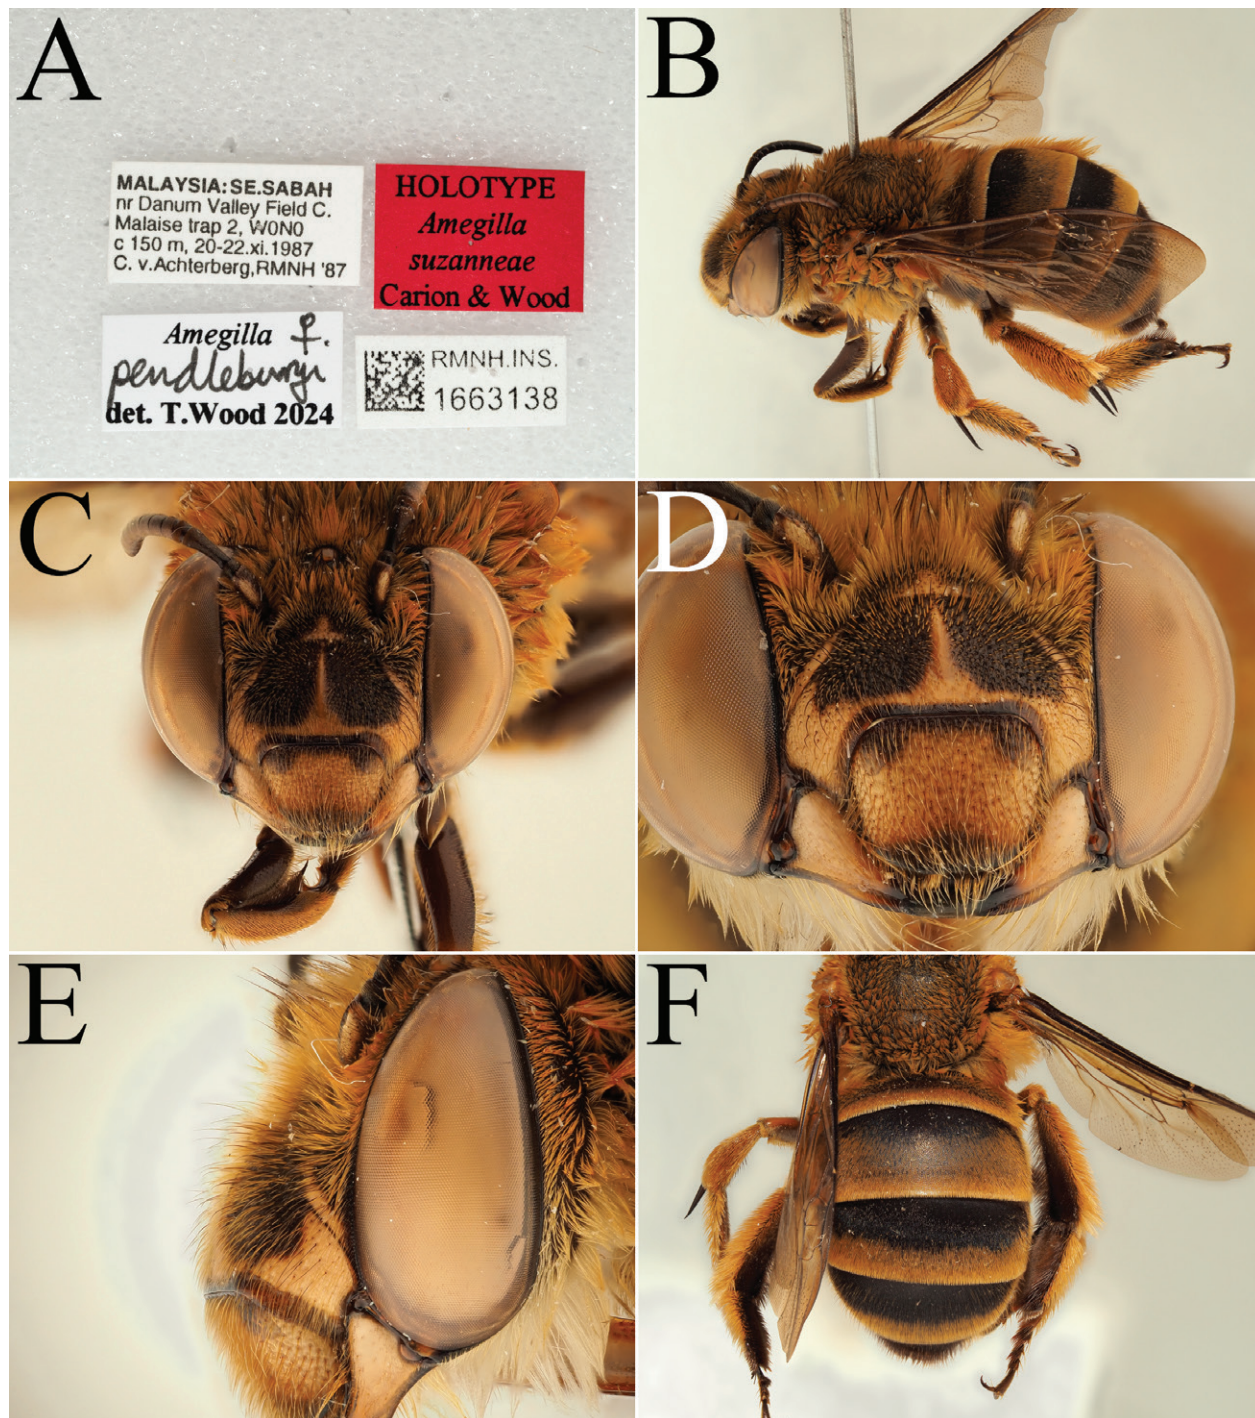 A
MALAYSIA: SE.SABAH
nr Danum Valley Field C.
Malaise trap 2, W0N0
c 150 m, 20-22.xi.1987
C. v.Achterberg,RMNH '87
HOLOTYPE
Amegilla
suzanneae
Carion & Wood
Amegilla ♀.
pendleburyi
det. T.Wood 2024
RMNH.INS.
1663138
B
C
D
E
F